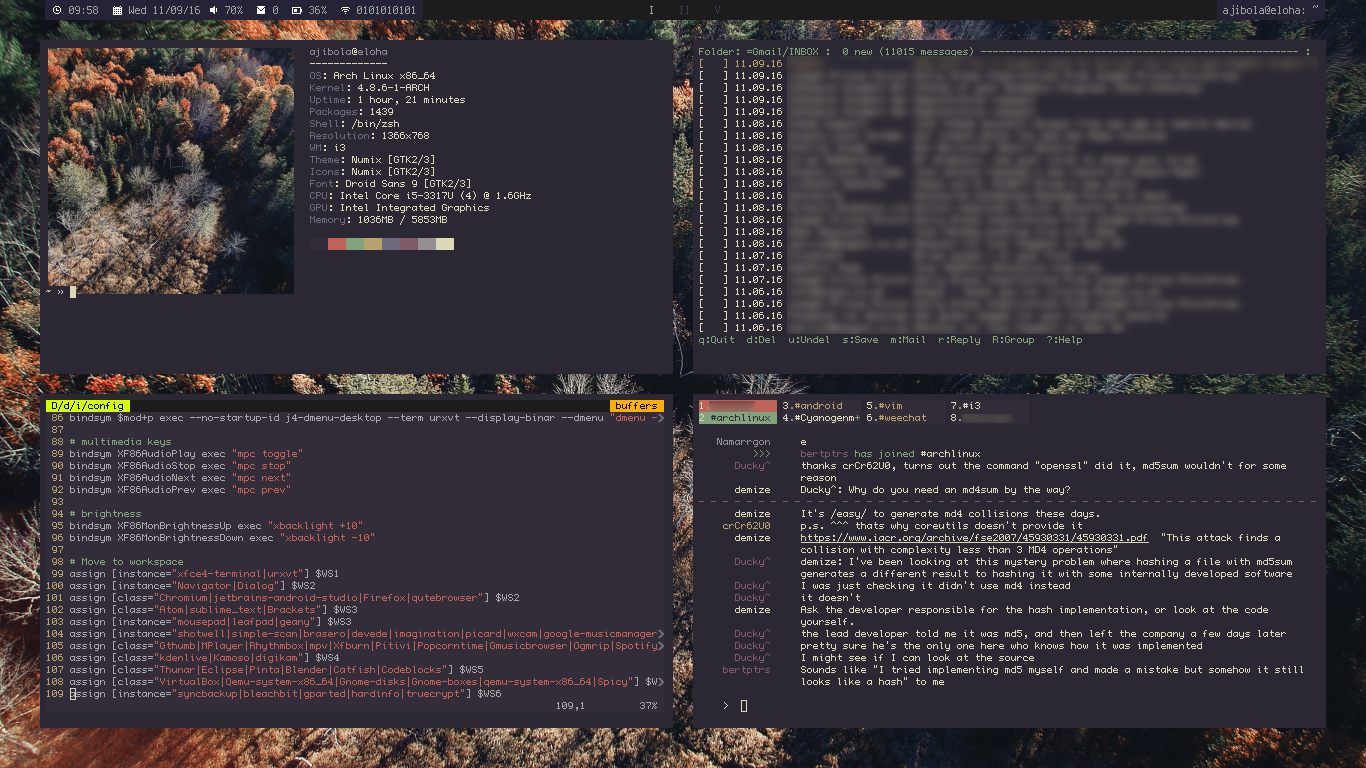 09:58 Wed 11/09/16 70% 0 36% 0101010101
I II V
ajibola@eloha: ~
ajibola@eloha
-------------
OS: Arch Linux x86_64
Kernel: 4.8.6-1-ARCH
Uptime: 1 hour, 21 minutes
Packages: 1439
Shell: /bin/zsh
Resolution: 1366x768
WM: i3
Theme: Numix [GTK2/3]
Icons: Numix [GTK2/3]
Font: Droid Sans 9 [GTK2/3]
CPU: Intel Core i5-3317U (4) @ 1.6GHz
GPU: Intel Integrated Graphics
Memory: 1036MB / 5853MB
~ »
Folder: =Gmail/INBOX : 0 new (11015 messages) ----------------------------------------------------- :
[   ] 11.09.16
[   ] 11.09.16
[   ] 11.09.16
[   ] 11.09.16
[   ] 11.09.16
[   ] 11.08.16
[   ] 11.08.16
[   ] 11.08.16
[   ] 11.08.16
[   ] 11.08.16
[   ] 11.08.16
[   ] 11.08.16
[   ] 11.08.16
[   ] 11.08.16
[   ] 11.08.16
[   ] 11.08.16
[   ] 11.07.16
[   ] 11.07.16
[   ] 11.07.16
[   ] 11.06.16
[   ] 11.06.16
[   ] 11.06.16
[   ] 11.06.16
q:Quit d:Del u:Undel s:Save m:Mail r:Reply R:Group ?:Help
D/d/i/config buffers
86 bindsym $mod+p exec --no-startup-id j4-dmenu-desktop --term urxvt --display-binary --dmenu "dmenu -
87
88 # multimedia keys
89 bindsym XF86AudioPlay exec "mpc toggle"
90 bindsym XF86AudioStop exec "mpc stop"
91 bindsym XF86AudioNext exec "mpc next"
92 bindsym XF86AudioPrev exec "mpc prev"
93
94 # brightness
95 bindsym XF86MonBrightnessUp exec "xbacklight +10"
96 bindsym XF86MonBrightnessDown exec "xbacklight -10"
97
98 # Move to workspace
99 assign [instance="xfce4-terminal|urxvt"] $WS1
100 assign [instance="Navigator|Dialog"] $WS2
101 assign [class="Chromium|jetbrains-android-studio|Firefox|qutebrowser"] $WS2
102 assign [class="Atom|sublime_text|Brackets"] $WS3
103 assign [instance="mousepad|leafpad|geany"] $WS3
104 assign [instance="shotwell|simple-scan|brasero|devede|imagination|picard|wxcam|google-musicmanager
105 assign [class="Gthumb|MPlayer|Rhythmbox|mpv|Xfburn|Pitivi|Popcorntime|Gmusicbrowser|Ogmrip|Spotify
106 assign [class="kdenlive|Kamoso|digikam"] $WS4
107 assign [class="Thunar|Eclipse|Pinta|Blender|Catfish|Codeblocks"] $WS5
108 assign [class="VirtualBox|Qemu-system-x86_64|Gnome-disks|Gnome-boxes|qemu-system-x86_64|Spicy"] $W
109 assign [instance="syncbackup|bleachbit|gparted|hardinfo|truecrypt"] $WS6
109,1 37%
1 3.#android 5.#vim 7.#i3
2 #archlinux 4.#Cyanogenm+ 6.#weechat 8.
Namarrgon e
>>> bertptrs has joined #archlinux
Ducky^ thanks crCr62U0, turns out the command "openssl" did it, md5sum wouldn't for some
reason
demize Ducky^: Why do you need an md4sum by the way?
demize It's /easy/ to generate md4 collisions these days.
crCr62U0 p.s. ^^^ thats why coreutils doesn't provide it
demize https://www.iacr.org/archive/fse2007/45930331/45930331.pdf "This attack finds a
collision with complexity less than 3 MD4 operations"
Ducky^ demize: I've been looking at this mystery problem where hashing a file with md5sum
generates a different result to hashing it with some internally developed software
Ducky^ I was just checking it didn't use md4 instead
Ducky^ it doesn't
demize Ask the developer responsible for the hash implementation, or look at the code
yourself.
Ducky^ the lead developer told me it was md5, and then left the company a few days later
Ducky^ pretty sure he's the only one here who knows how it was implemented
Ducky^ I might see if I can look at the source
bertptrs Sounds like "I tried implementing md5 myself and made a mistake but somehow it still
looks like a hash" to me
>